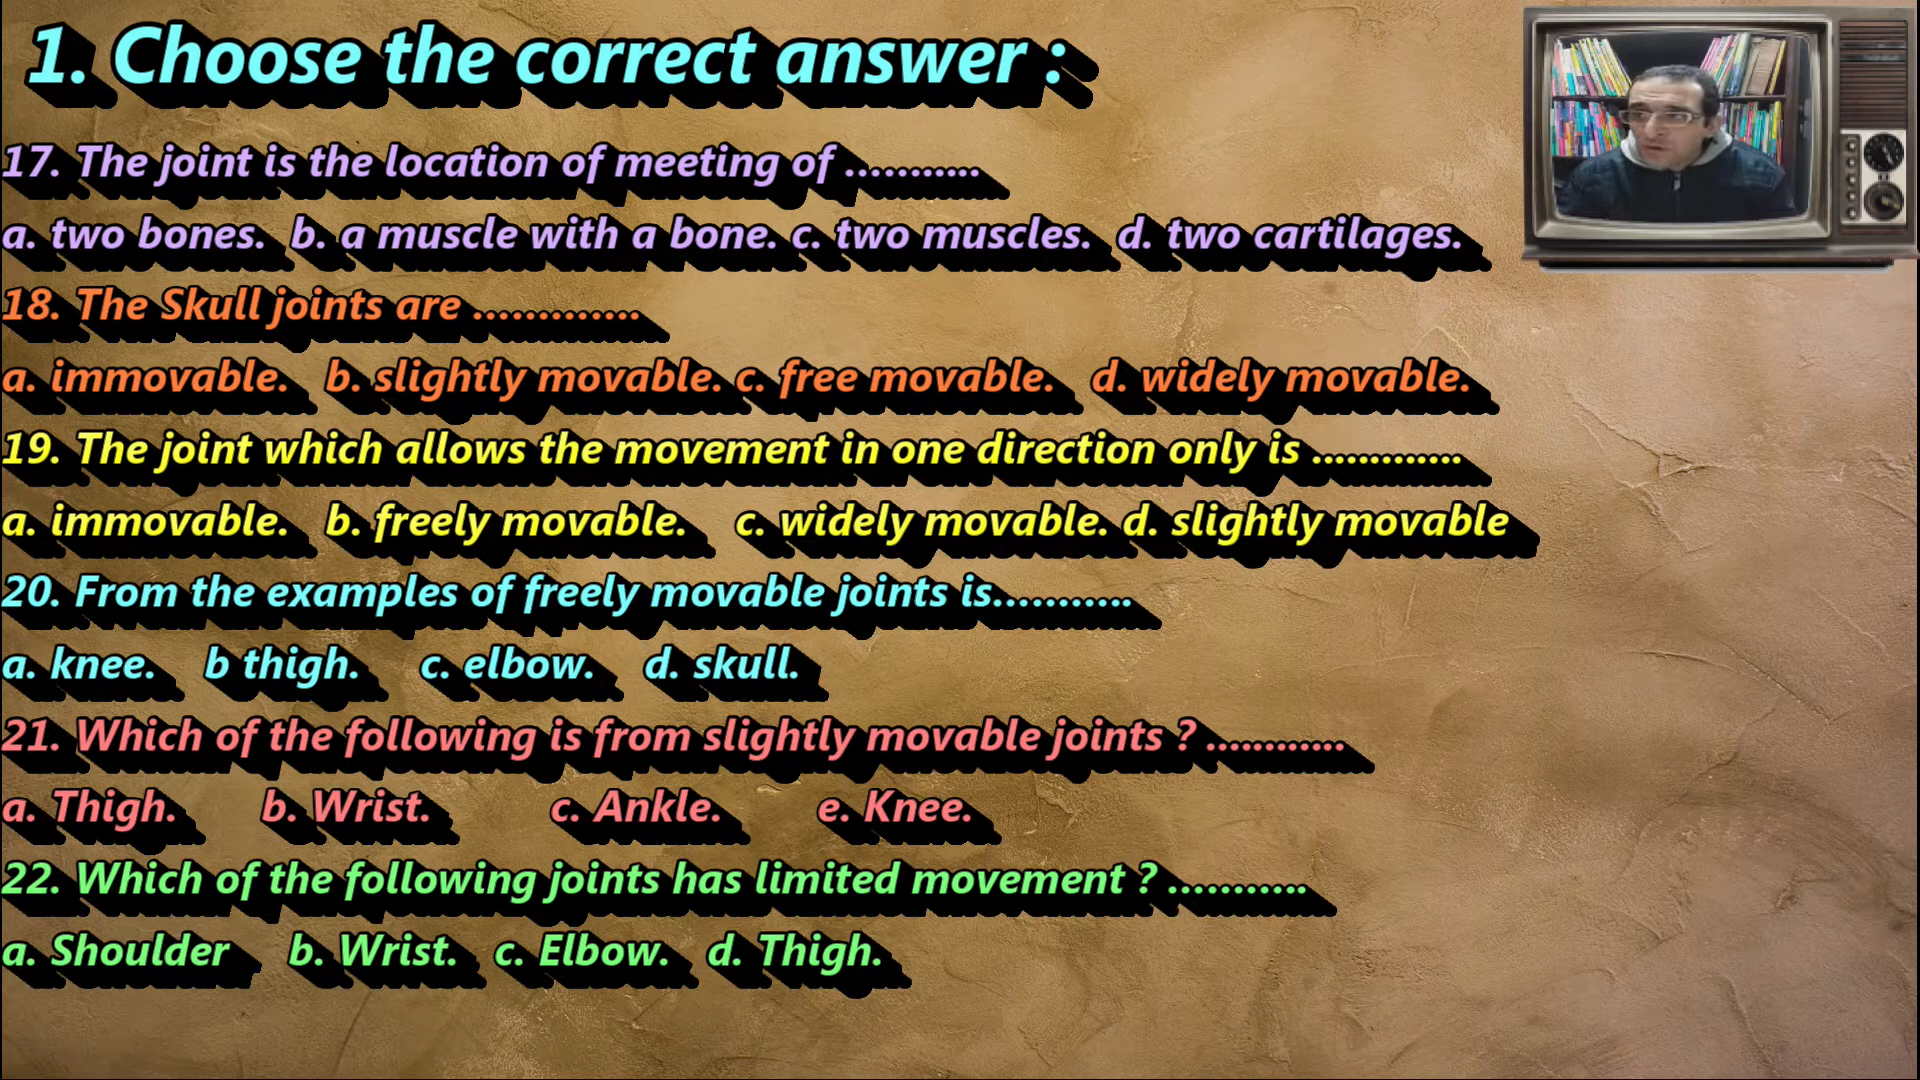 1. Choose the correct answer :
17. The joint is the location of meeting of ...........
a. two bones. b. a muscle with a bone. c. two muscles. d. two cartilages.
18. The Skull joints are .............
a. immovable. b. slightly movable. c. free movable. d. widely movable.
19. The joint which allows the movement in one direction only is .............
a. immovable. b. freely movable. c. widely movable. d. slightly movable
20. From the examples of freely movable joints is............
a. knee. b thigh. c. elbow. d. skull.
21. Which of the following is from slightly movable joints ? ............
a. Thigh. b. Wrist. c. Ankle. e. Knee.
22. Which of the following joints has limited movement ? ............
a. Shoulder b. Wrist. c. Elbow. d. Thigh.